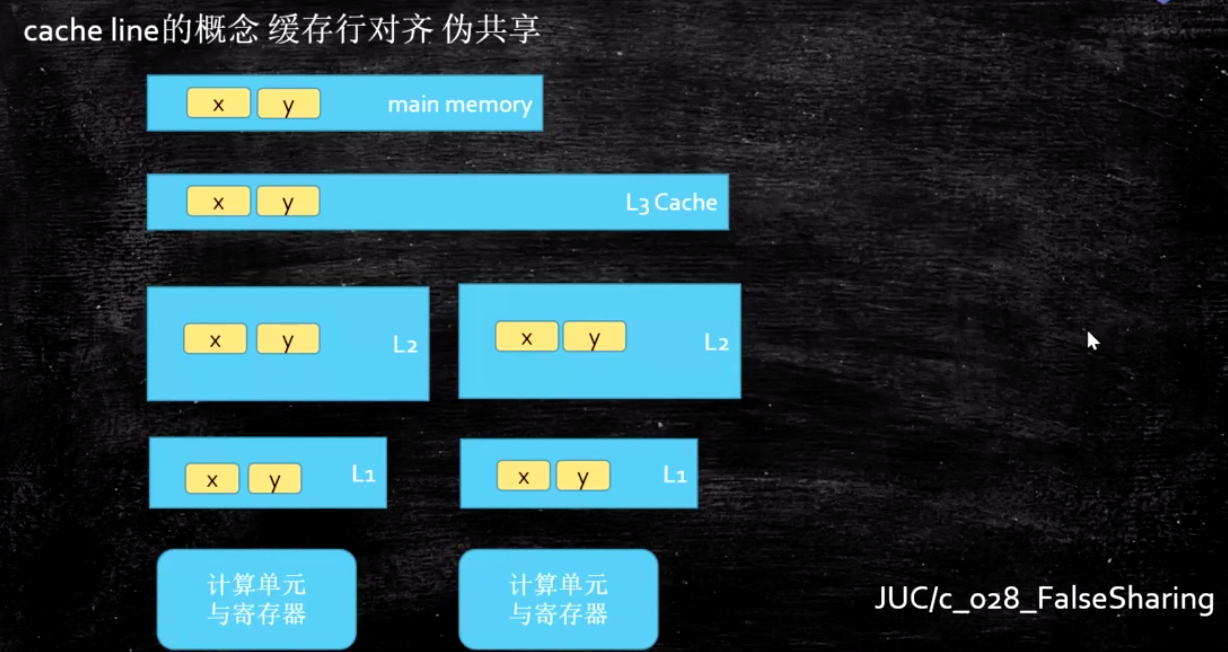 cache line的概念 缓存行对齐 伪共享
x y main memory
x y L3 Cache
x y L2 x y L2
x y L1 x y L1
计算单元 计算单元
与寄存器 与寄存器
JUC/c_028_FalseSharing